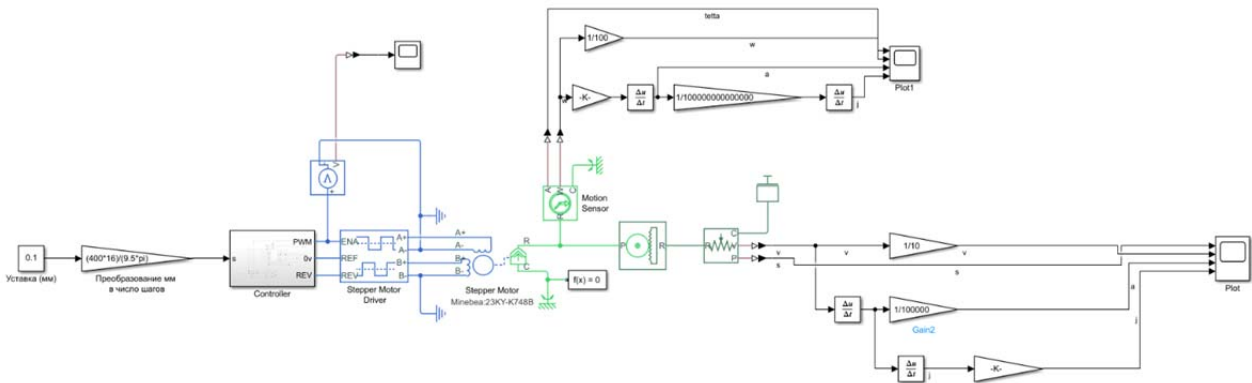 tetta
1/100
w
a
-K-
Δu
Δt
1/100000000000000
Δu
Δt
j
Plot1
w
V
V
+
A
W
C
R
Motion
Sensor
0.1
Уставка (мм)
(400*16)/(9.5*pi)
Преобразование мм
в число шагов
s
PWM
0v
REV
Controller
ENA
REF
REV
A+
A-
B+
B-
Stepper Motor
Driver
A+
A-
B+
B-
R
C
Stepper Motor
Minebea:23KY-K748B
f(x) = 0
P
R
R
C
V
P
v
s
v
s
1/10
v
Plot
Δu
Δt
1/100000
Gain2
a
Δu
Δt
j
-K-
j